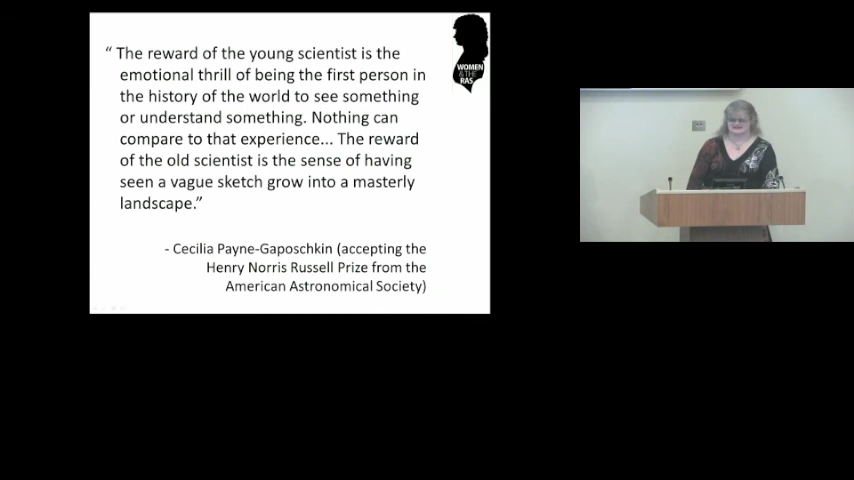 “ The reward of the young scientist is the
emotional thrill of being the first person in
the history of the world to see something
or understand something. Nothing can
compare to that experience... The reward
of the old scientist is the sense of having
seen a vague sketch grow into a masterly
landscape.”
- Cecilia Payne-Gaposchkin (accepting the
Henry Norris Russell Prize from the
American Astronomical Society)
WOMEN
&THE
RAS